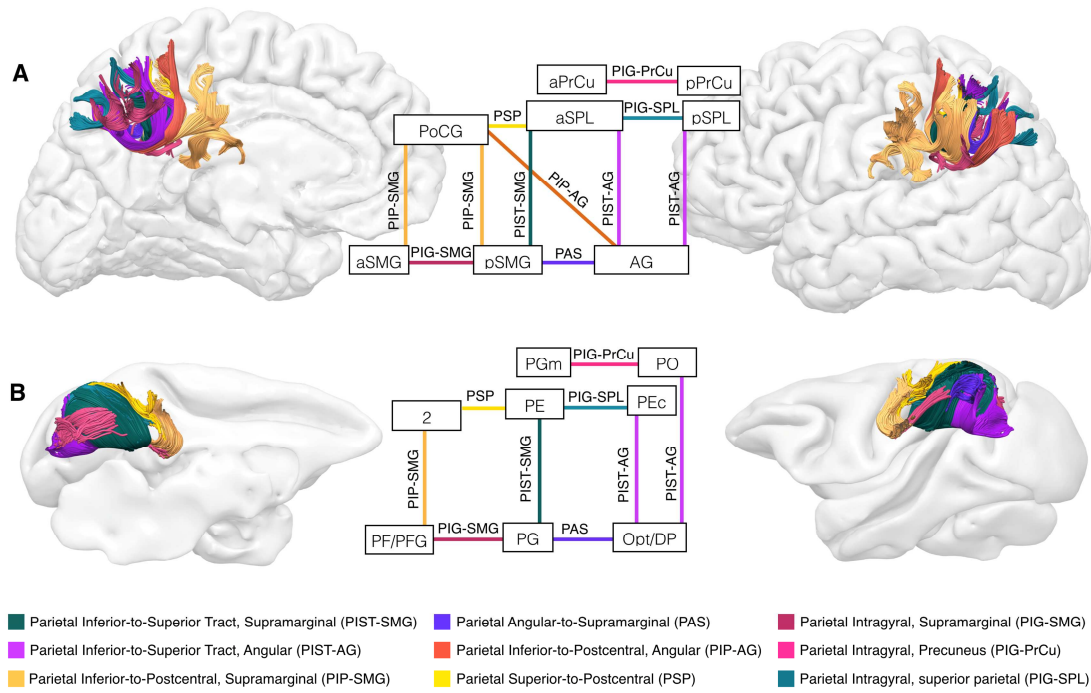 A
PIG-PrCu
aPrCu
pPrCu
PSP
aSPL
PIG-SPL
pSPL
PoCG
PIP-SMG
PIP-SMG
PIST-SMG
PIP-AG
PIST-AG
PIST-AG
aSMG
PIG-SMG
pSMG
PAS
AG
B
PGm
PIG-PrCu
PO
2
PSP
PE
PIG-SPL
PEc
PIP-SMG
PIST-SMG
PIST-AG
PIST-AG
PF/PFG
PIG-SMG
PG
PAS
Opt/DP
Parietal Inferior-to-Superior Tract, Supramarginal (PIST-SMG)
Parietal Angular-to-Supramarginal (PAS)
Parietal Intragyral, Supramarginal (PIG-SMG)
Parietal Inferior-to-Superior Tract, Angular (PIST-AG)
Parietal Inferior-to-Postcentral, Angular (PIP-AG)
Parietal Intragyral, Precuneus (PIG-PrCu)
Parietal Inferior-to-Postcentral, Supramarginal (PIP-SMG)
Parietal Superior-to-Postcentral (PSP)
Parietal Intragyral, superior parietal (PIG-SPL)